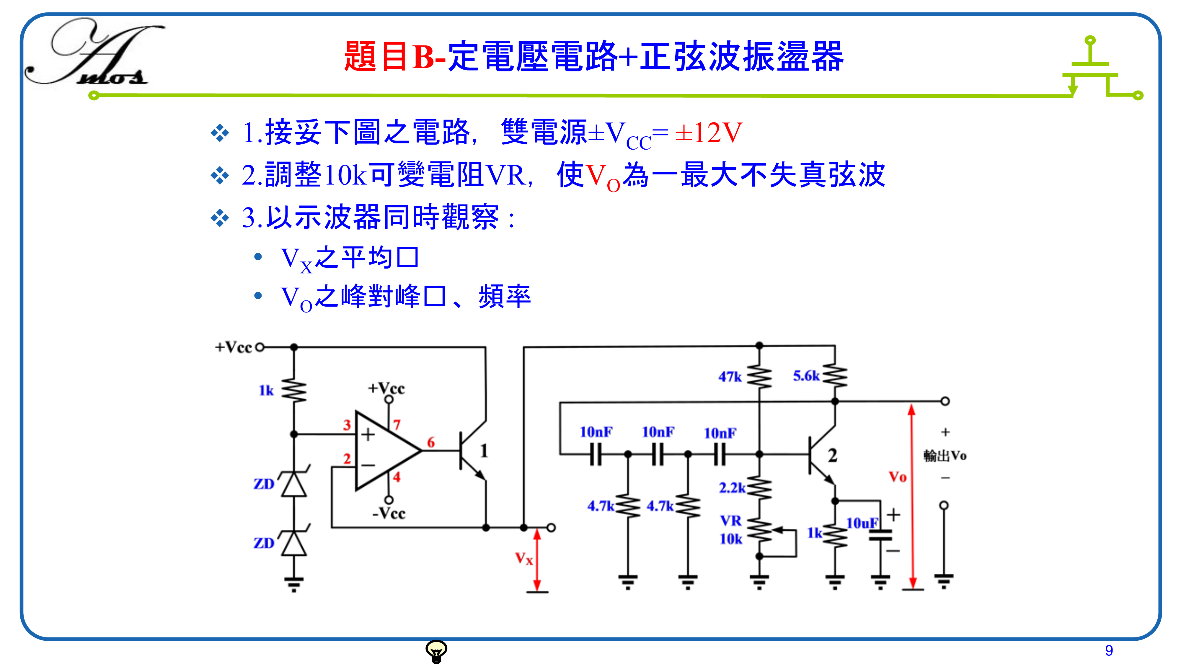 Amos
題目B-定電壓電路+正弦波振盪器
1.接妥下圖之電路，雙電源±VCC= ±12V
2.調整10k可變電阻VR，使VO為一最大不失真弦波
3.以示波器同時觀察：
• VX之平均□
• VO之峰對峰□、頻率
+Vcc
1k
+Vcc
3
7
+
2
−
6
4
-Vcc
1
ZD
ZD
VX
47k
5.6k
10nF
10nF
10nF
4.7k
4.7k
2.2k
VR
10k
2
1k
10uF
+
−
Vo
+
輸出Vo
−
9